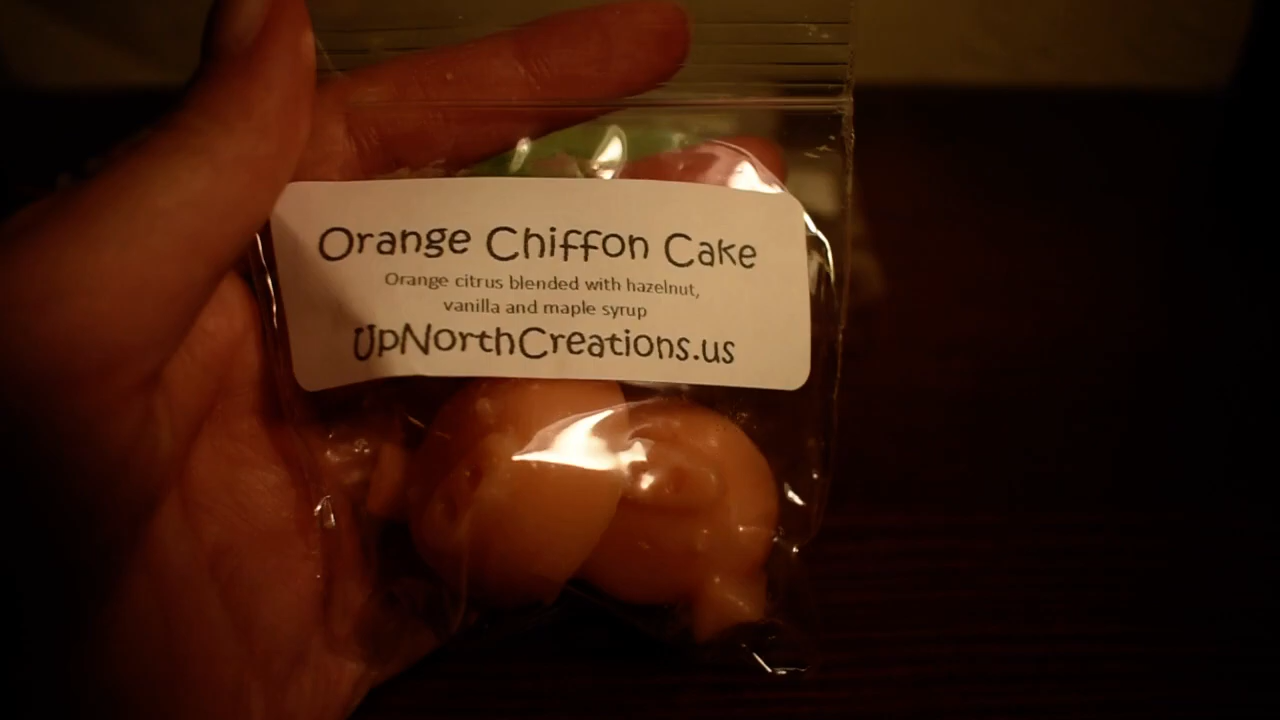 Orange Chiffon Cake
Orange citrus blended with hazelnut,
vanilla and maple syrup
UpNorthCreations.us